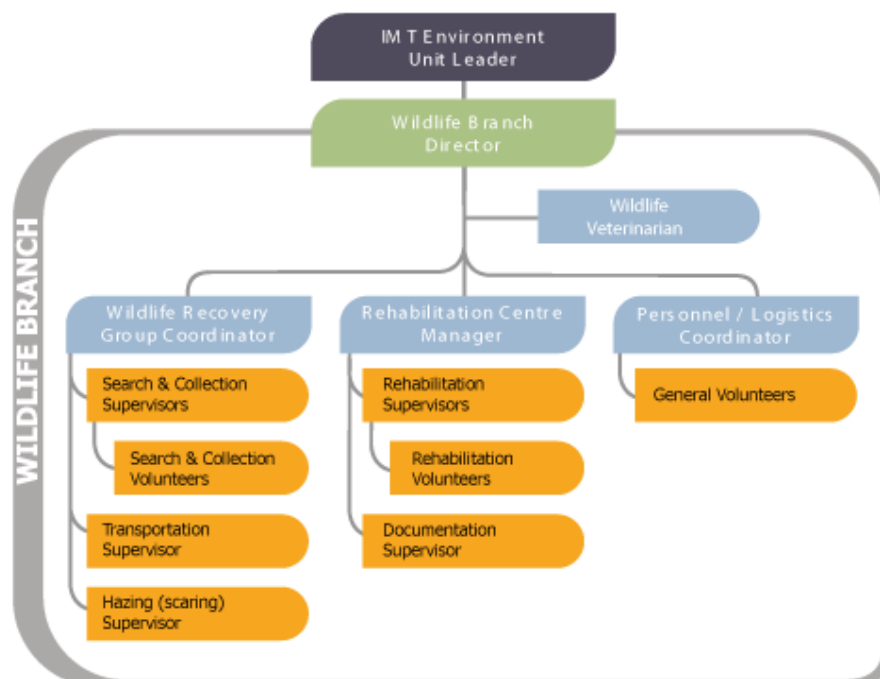 IMT Environment
Unit Leader
Wildlife Branch
Director
Wildlife
Veterinarian
WILDLIFE BRANCH
Wildlife Recovery
Group Coordinator
Search & Collection
Supervisors
Search & Collection
Volunteers
Transportation
Supervisor
Hazing (scaring)
Supervisor
Rehabilitation Centre
Manager
Rehabilitation
Supervisors
Rehabilitation
Volunteers
Documentation
Supervisor
Personnel / Logistics
Coordinator
General Volunteers